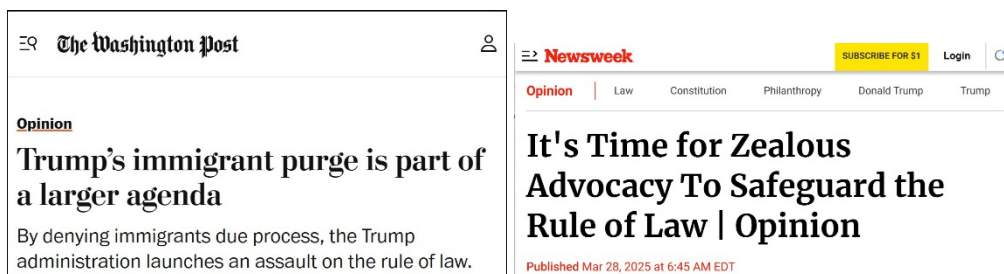 The Washington Post
Opinion
Trump's immigrant purge is part of
a larger agenda
By denying immigrants due process, the Trump
administration launches an assault on the rule of law.
Newsweek
SUBSCRIBE FOR $1
Login
Opinion
Law
Constitution
Philanthropy
Donald Trump
Trump
It's Time for Zealous
Advocacy To Safeguard the
Rule of Law | Opinion
Published Mar 28, 2025 at 6:45 AM EDT